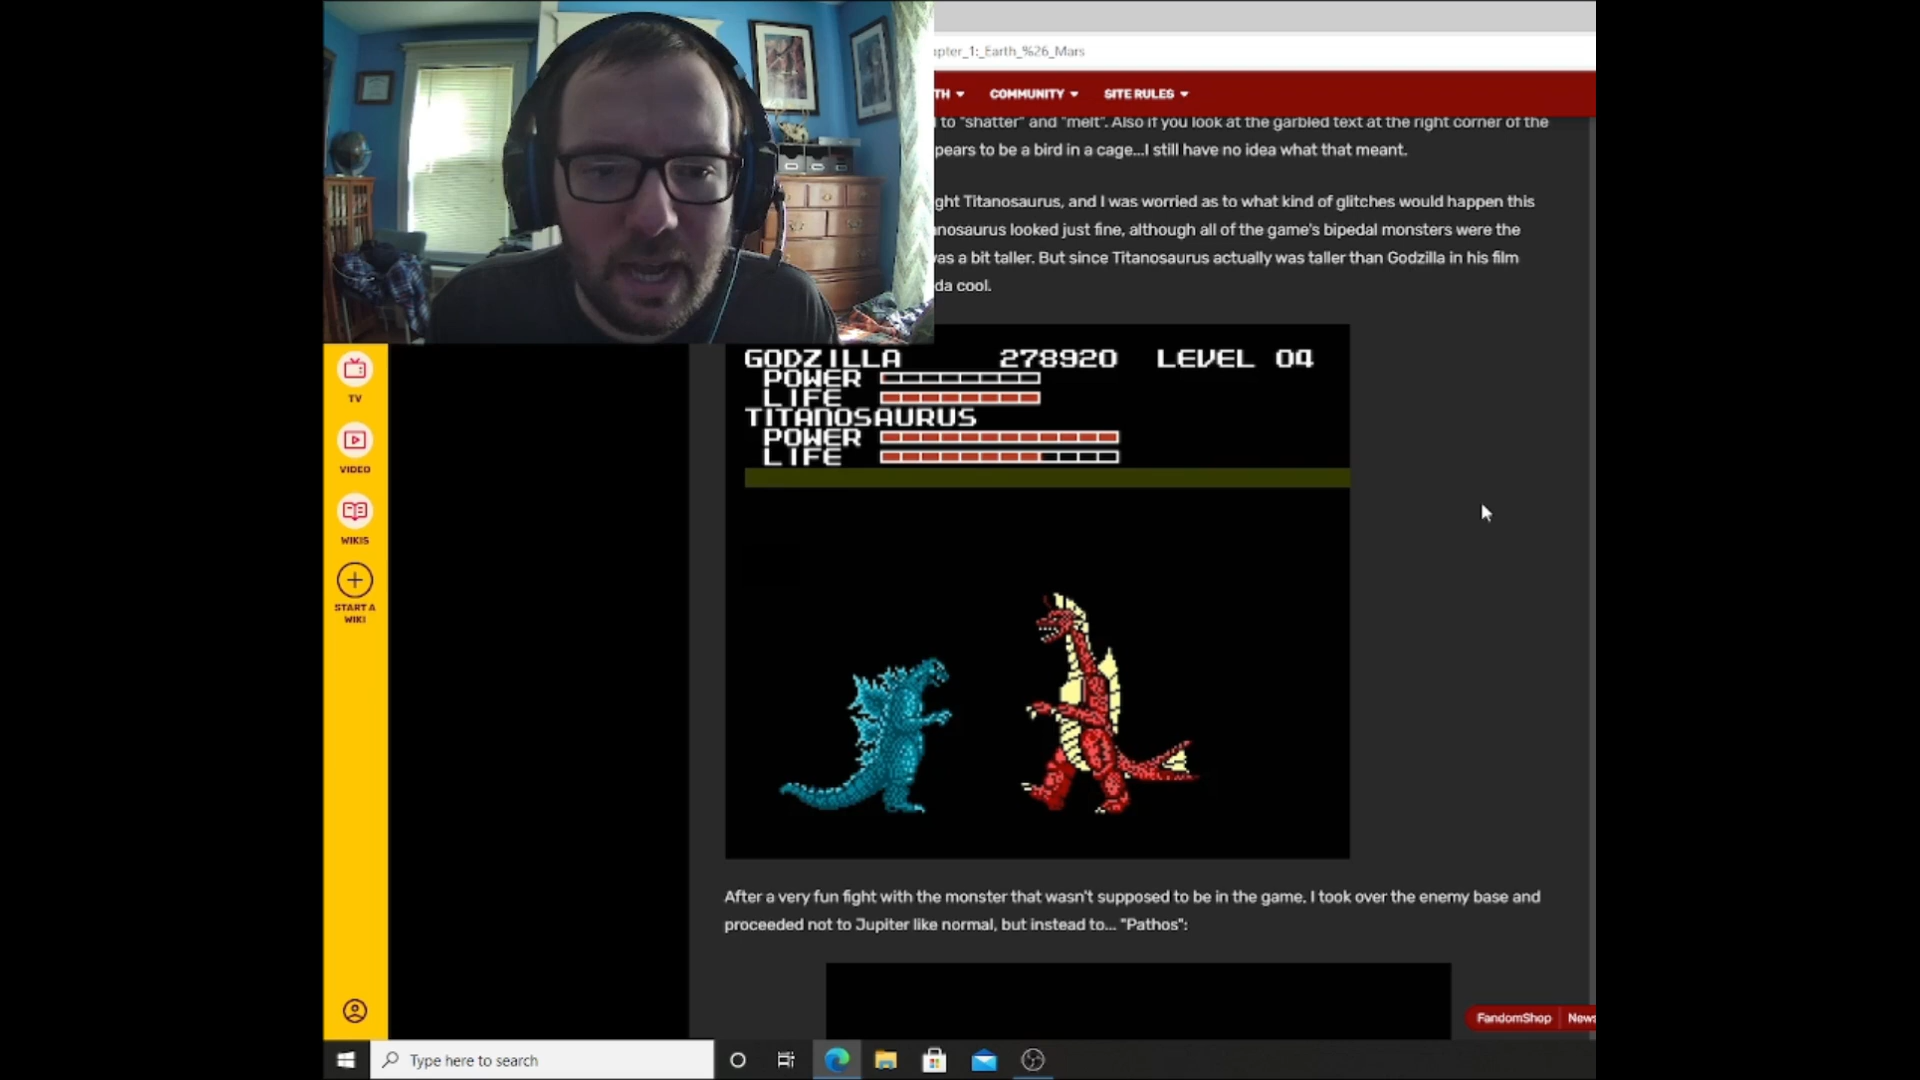 apter_1:_Earth_%26_Mars
TH COMMUNITY SITE RULES
to "shatter" and "melt". Also if you look at the garbled text at the right corner of the
pears to be a bird in a cage...I still have no idea what that meant.
ght Titanosaurus, and I was worried as to what kind of glitches would happen this
anosaurus looked just fine, although all of the game's bipedal monsters were the
was a bit taller. But since Titanosaurus actually was taller than Godzilla in his film
da cool.
GODZILLA 278920 LEVEL 04
POWER
LIFE
TITANOSAURUS
POWER
LIFE
TV
VIDEO
WIKIS
START A
WIKI
After a very fun fight with the monster that wasn't supposed to be in the game, I took over the enemy base and
proceeded not to Jupiter like normal, but instead to... "Pathos":
FandomShop News
Type here to search